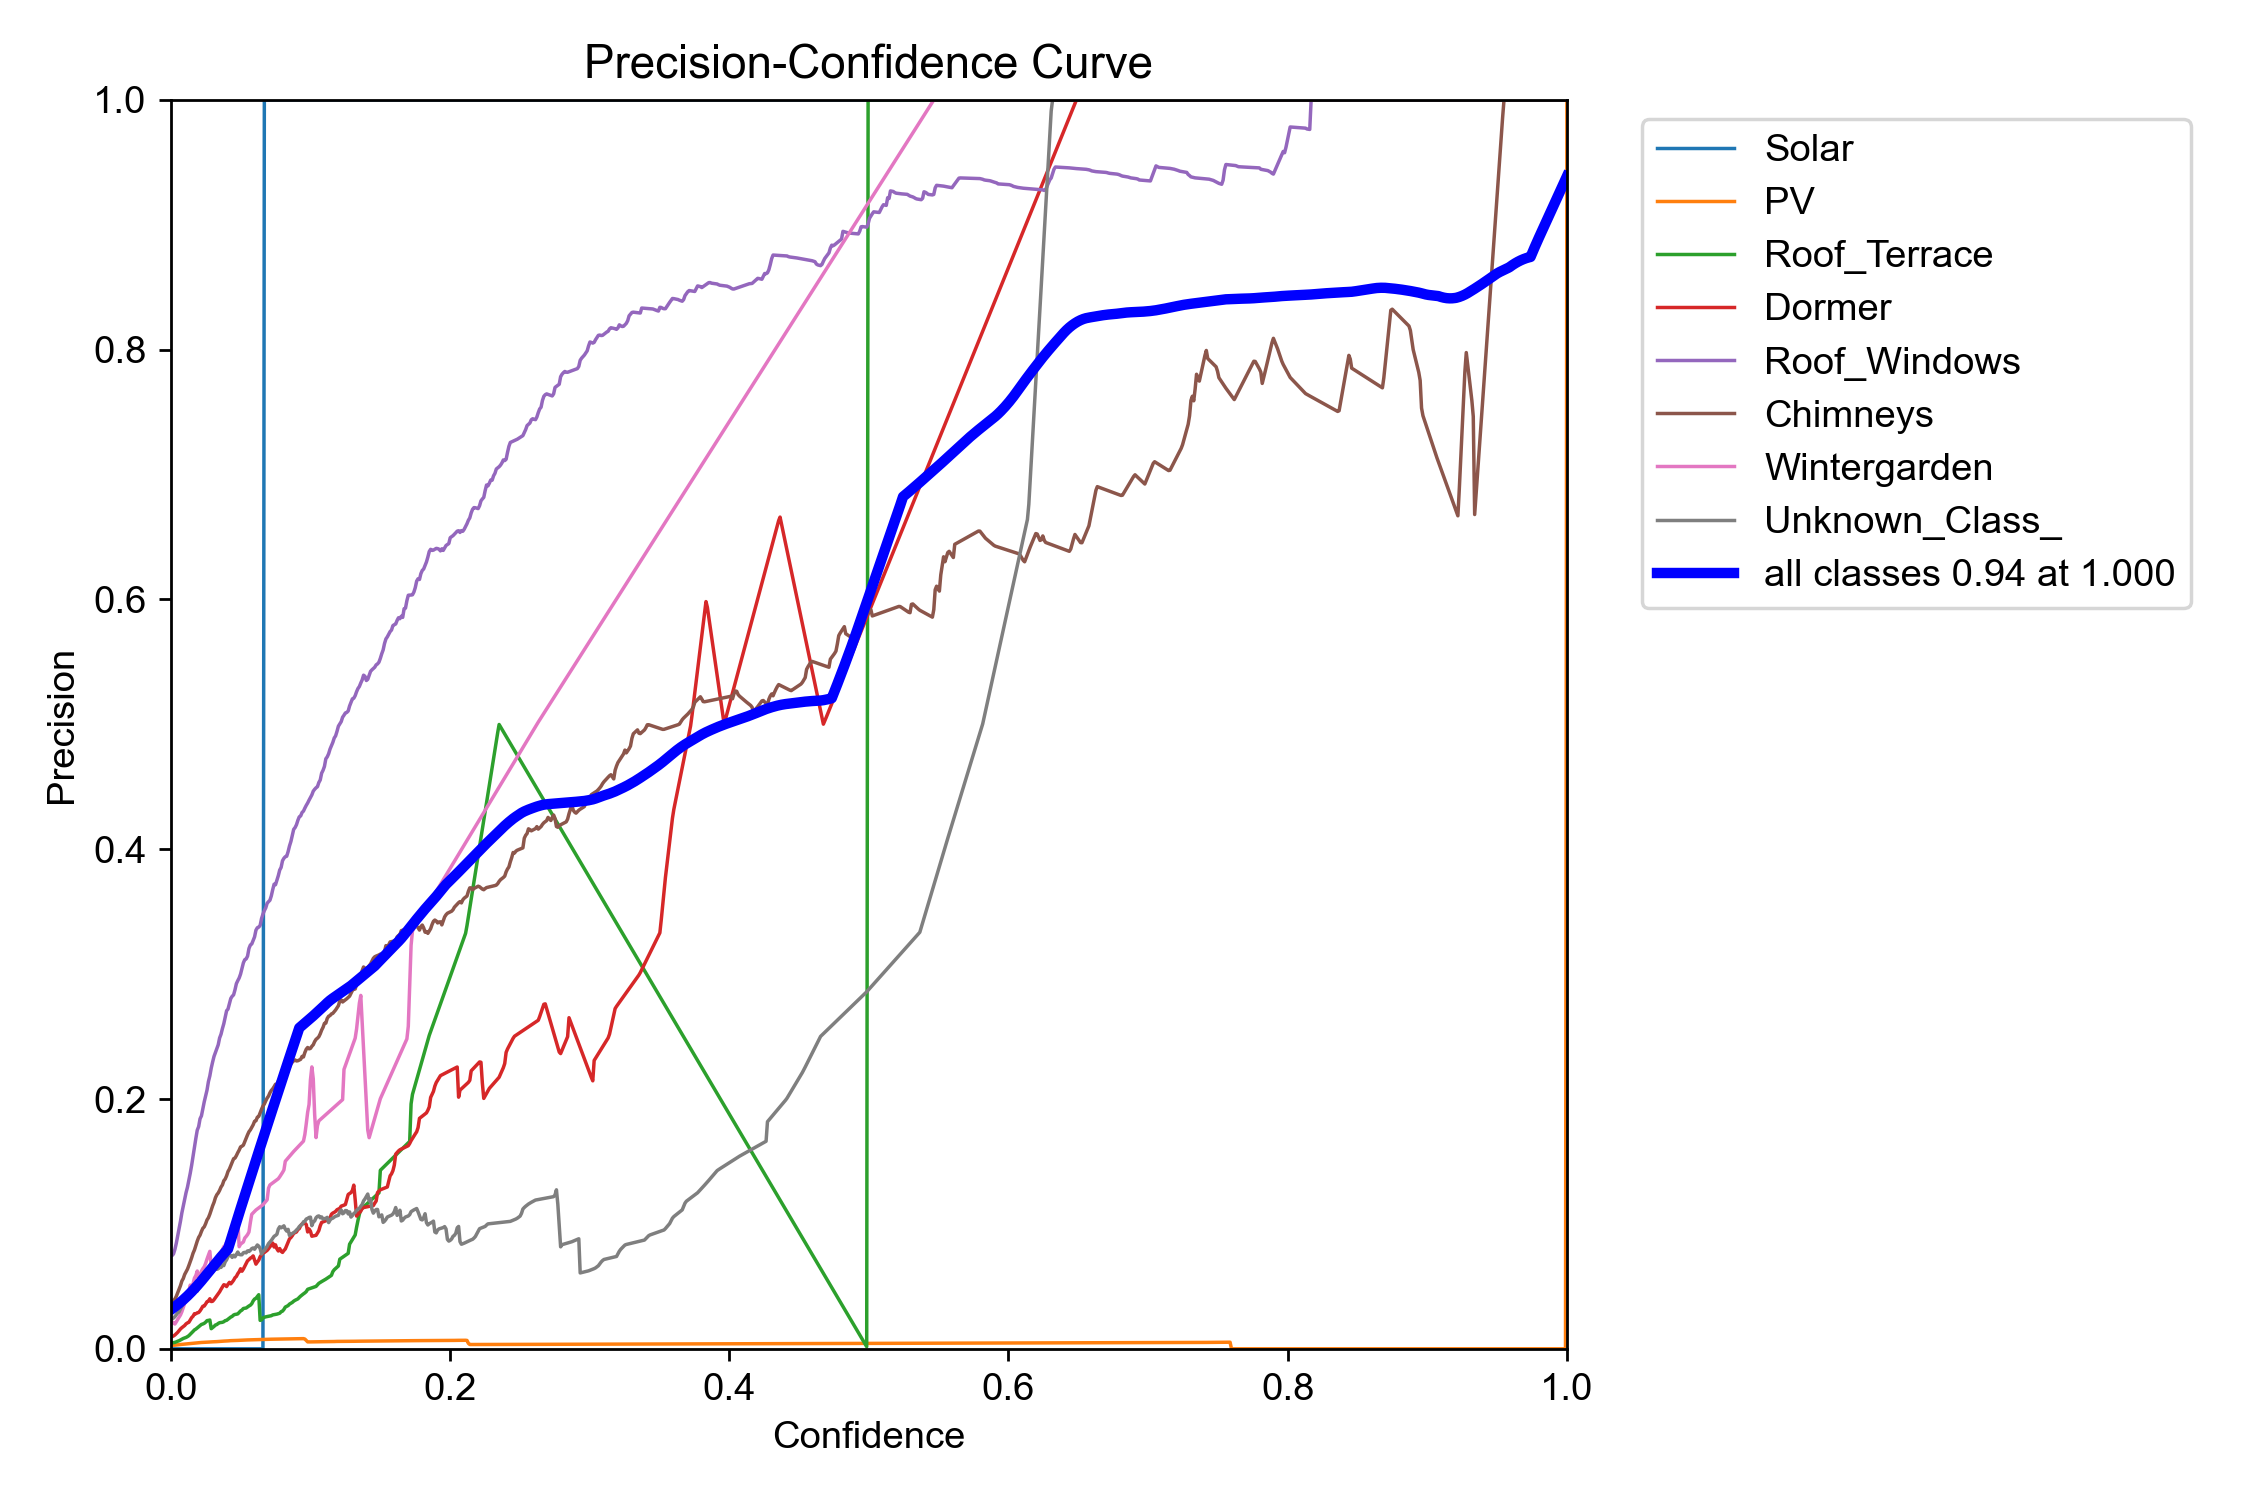 Precision-Confidence Curve
1.0
0.8
0.6
0.4
0.2
0.0
Precision
0.0 0.2 0.4 0.6 0.8 1.0
Confidence
Solar
PV
Roof_Terrace
Dormer
Roof_Windows
Chimneys
Wintergarden
Unknown_Class_
all classes 0.94 at 1.000